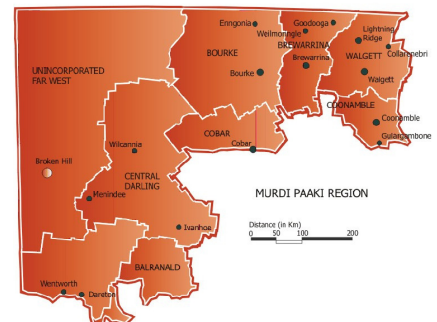 Enngonia
Goodooga
Weilmoringle
Lightning
Ridge
BREWARRINA
Collarenebri
BOURKE
WALGETT
Brewarrina
Bourke
Walgett
UNINCORPORATED
FAR WEST
COONAMBLE
Coonamble
Gulargambone
COBAR
Cobar
Wilcannia
Broken Hill
CENTRAL
DARLING
Menindee
MURDI PAAKI REGION
Ivanhoe
Distance (in Km)
0 50 100 200
BALRANALD
Wentworth
Dareton